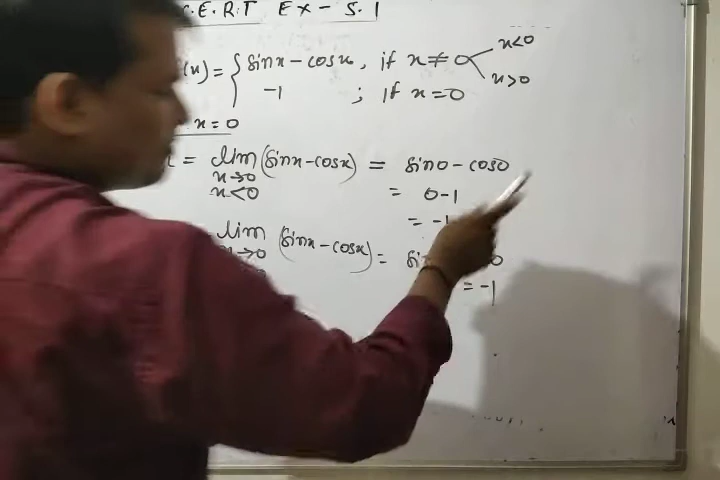 .C.E.R.T EX – 5.1
(x) = { sinx – cosx, if x ≠ 0 x<0
x>0
-1 ; if x = 0
x = 0
= lim (sinx – cosx) = sin0 – cos0
x→0
x<0
= 0-1
= -1
lim (sinx – cosx) = sin
→0
= -1